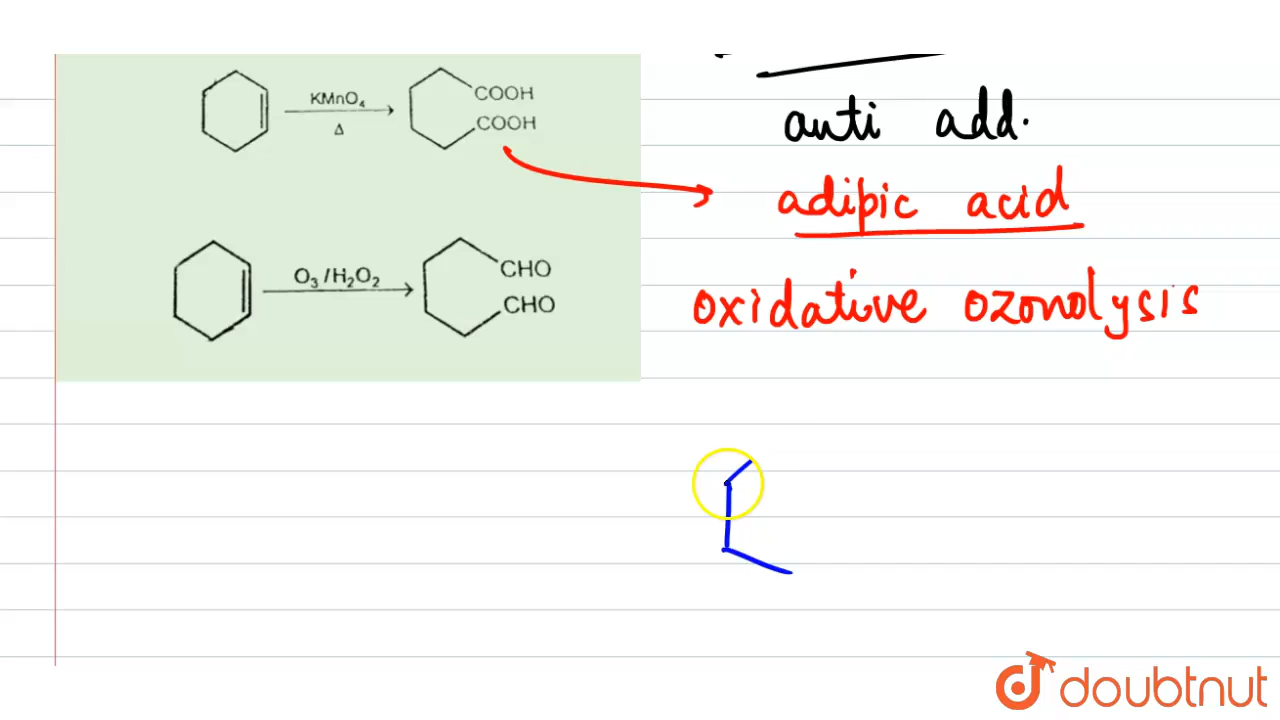 KMnO₄
Δ
COOH
COOH
anti add.
adipic acid
O₃/H₂O₂
CHO
CHO
oxidative ozonolysis
doubtnut